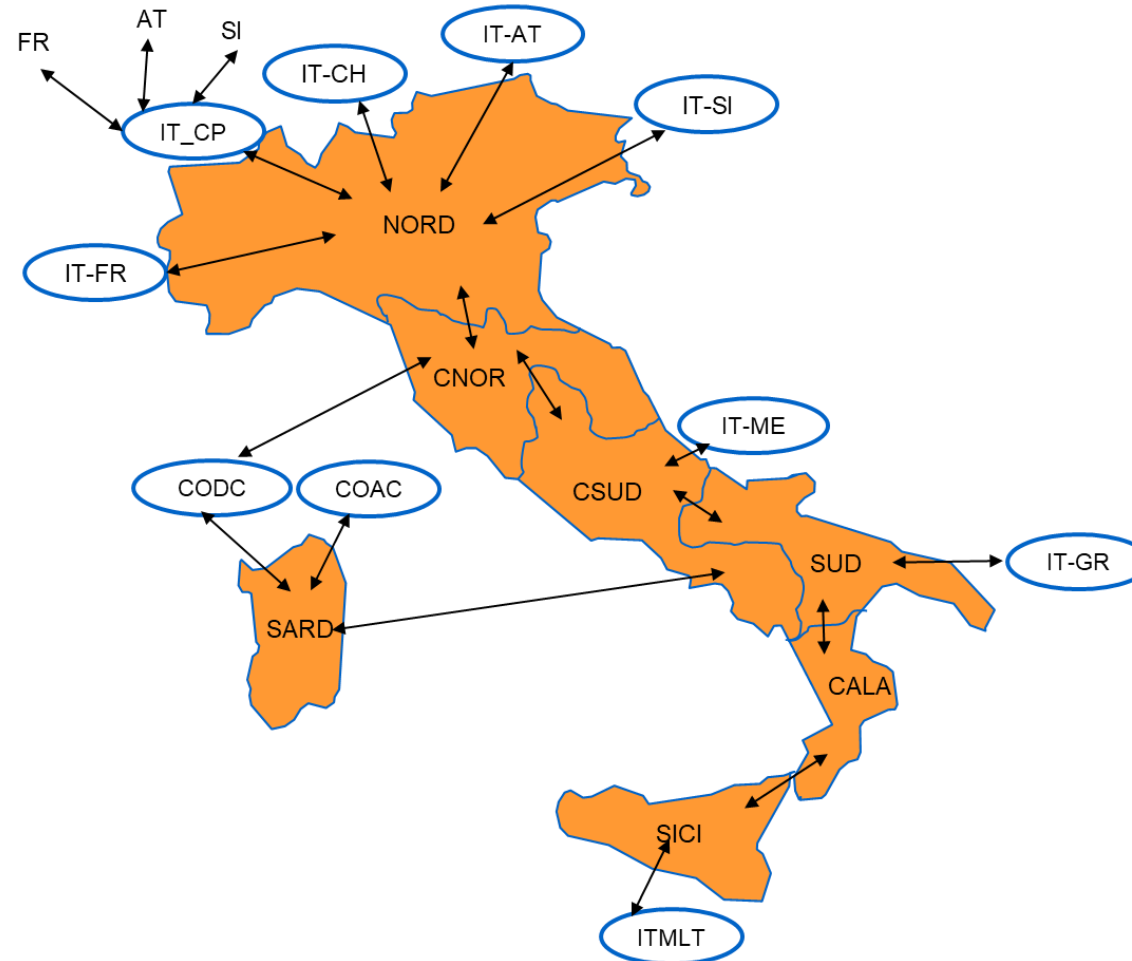 AT
SI
FR
IT-AT
IT-CH
IT-SI
IT_CP
NORD
IT-FR
CNOR
IT-ME
CODC
COAC
CSUD
SUD
IT-GR
SARD
CALA
SICI
ITMLT